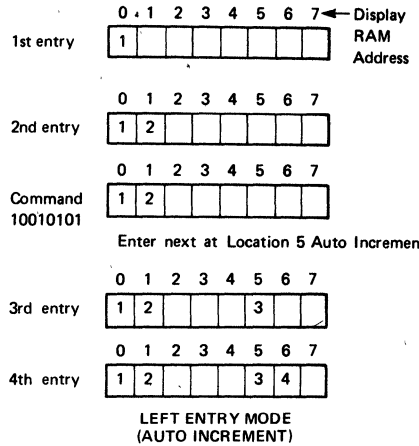 0 1 2 3 4 5 6 7 ← Display
RAM
Address
1st entry 1
0 1 2 3 4 5 6 7
2nd entry 1 2
0 1 2 3 4 5 6 7
Command 1 2
10010101
Enter next at Location 5 Auto Incremen
0 1 2 3 4 5 6 7
3rd entry 1 2 3
0 1 2 3 4 5 6 7
4th entry 1 2 3 4
LEFT ENTRY MODE
(AUTO INCREMENT)